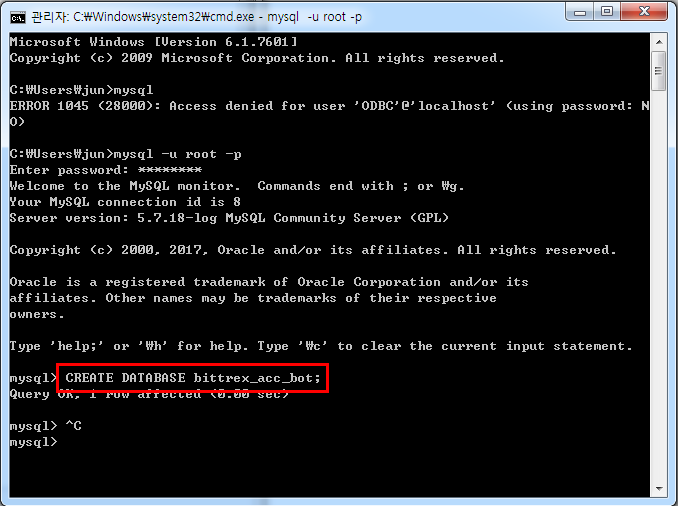 관리자: C:₩Windows₩system32₩cmd.exe - mysql  -u root -p
Microsoft Windows [Version 6.1.7601]
Copyright (c) 2009 Microsoft Corporation. All rights reserved.
C:₩Users₩jun>mysql
ERROR 1045 (28000): Access denied for user 'ODBC'@'localhost' (using password: N
O)
C:₩Users₩jun>mysql -u root -p
Enter password: ********
Welcome to the MySQL monitor.  Commands end with ; or ₩g.
Your MySQL connection id is 8
Server version: 5.7.18-log MySQL Community Server (GPL)
Copyright (c) 2000, 2017, Oracle and/or its affiliates. All rights reserved.
Oracle is a registered trademark of Oracle Corporation and/or its
affiliates. Other names may be trademarks of their respective
owners.
Type 'help;' or '₩h' for help. Type '₩c' to clear the current input statement.
mysql> CREATE DATABASE bittrex_acc_bot;
Query OK, 1 row affected (0.00 sec)
mysql> ^C
mysql>